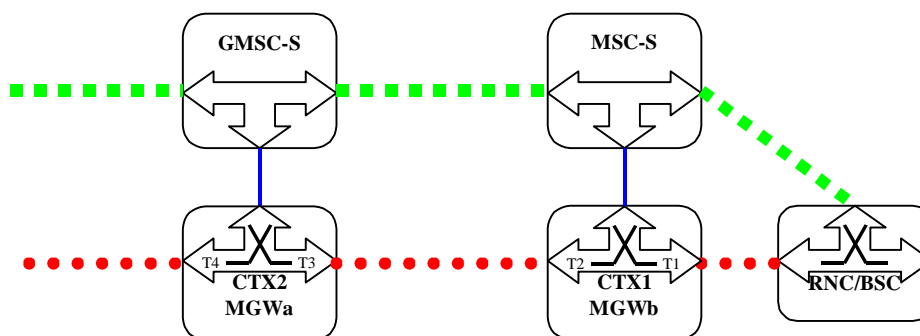 GMSC-S
MSC-S
T4 T3
CTX2
MGWa
T2 T1
CTX1
MGWb
RNC/BSC